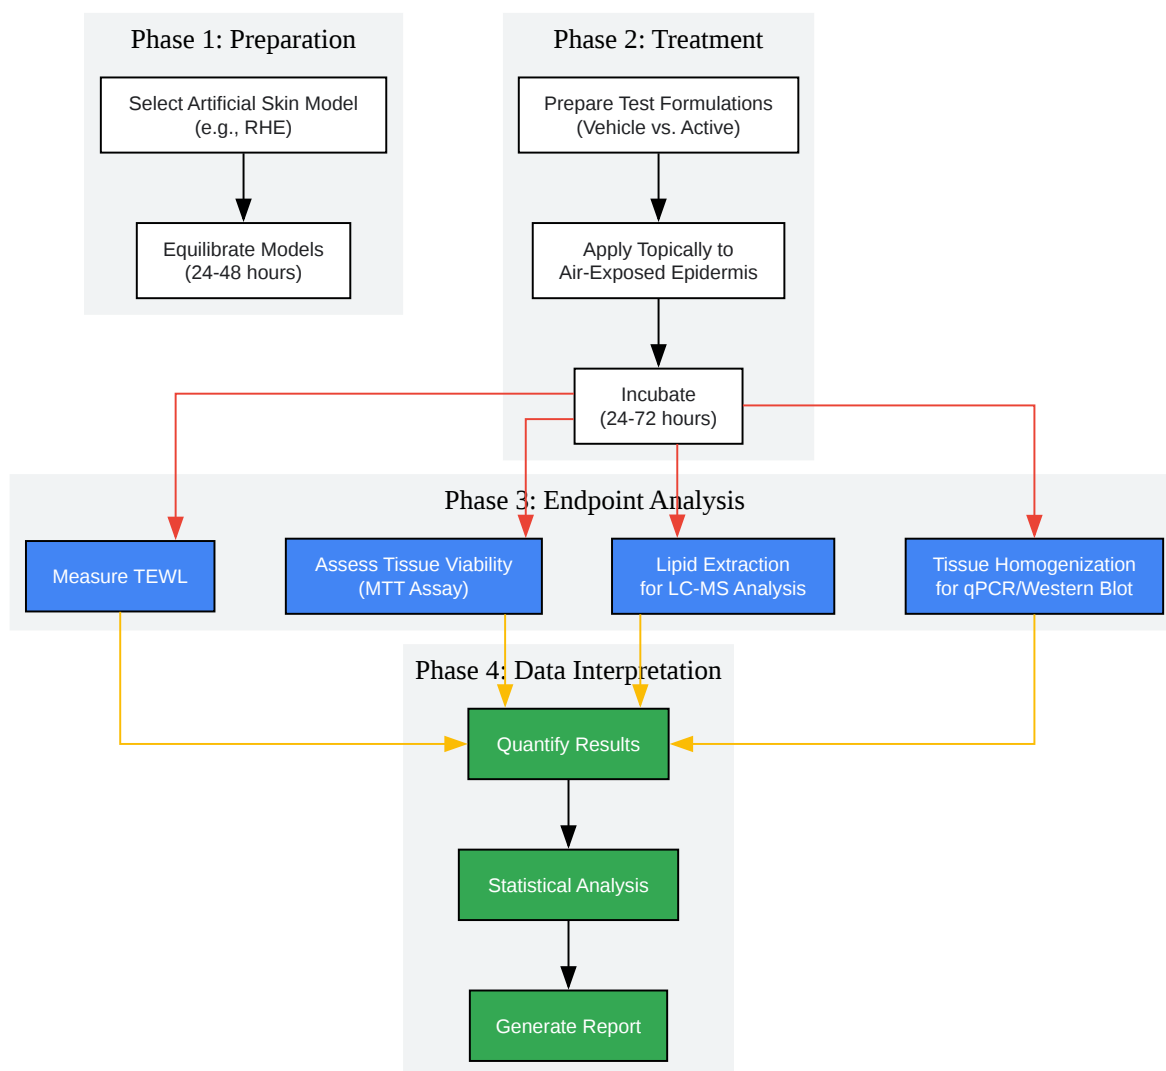 Phase 1: Preparation
Select Artificial Skin Model
(e.g., RHE)
Equilibrate Models
(24-48 hours)
Phase 2: Treatment
Prepare Test Formulations
(Vehicle vs. Active)
Apply Topically to
Air-Exposed Epidermis
Incubate
(24-72 hours)
Phase 3: Endpoint Analysis
Measure TEWL
Assess Tissue Viability
(MTT Assay)
Lipid Extraction
for LC-MS Analysis
Tissue Homogenization
for qPCR/Western Blot
Phase 4: Data Interpretation
Quantify Results
Statistical Analysis
Generate Report